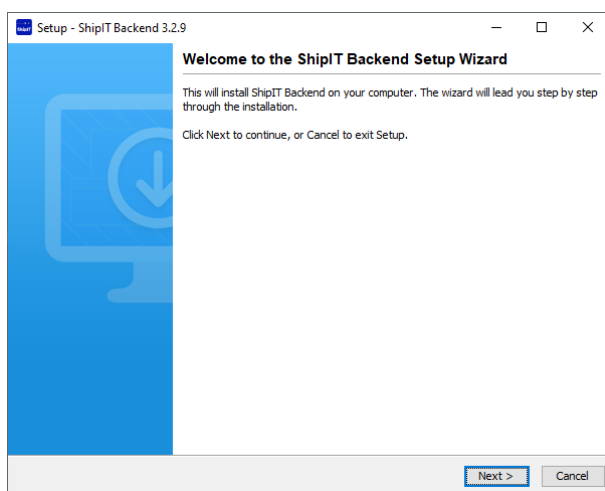 ShipIT
Setup - ShipIT Backend 3.2.9
Welcome to the ShipIT Backend Setup Wizard
This will install ShipIT Backend on your computer. The wizard will lead you step by step
through the installation.
Click Next to continue, or Cancel to exit Setup.
Next >
Cancel